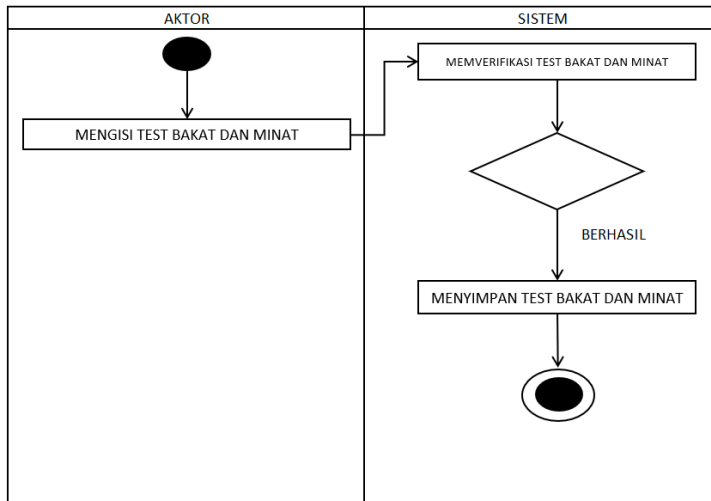 AKTOR
SISTEM
MEMVERIFIKASI TEST BAKAT DAN MINAT
MENGISI TEST BAKAT DAN MINAT
BERHASIL
MENYIMPAN TEST BAKAT DAN MINAT